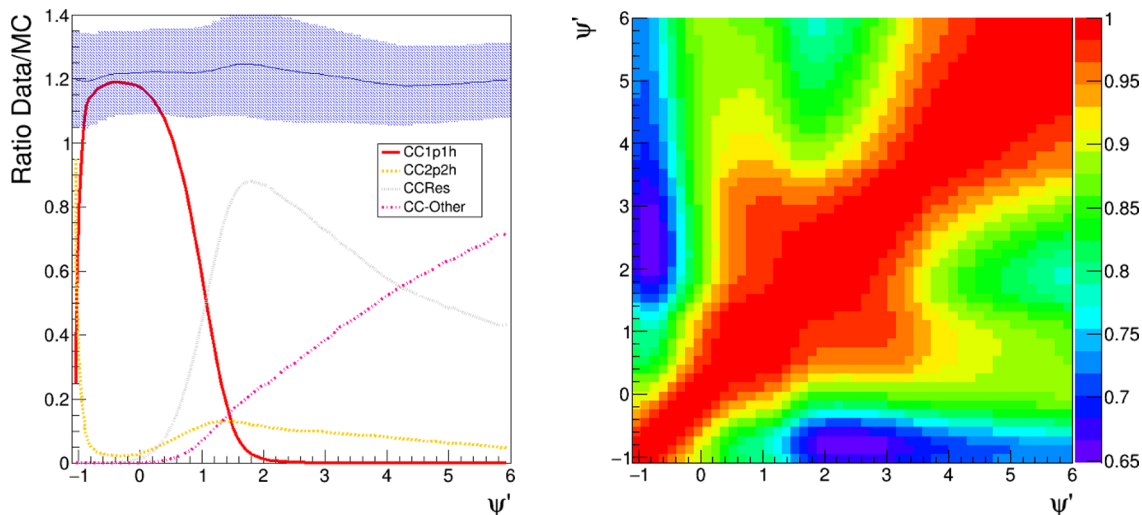 Ratio Data/MC
1.4
1.2
1
0.8
0.6
0.4
0.2
0
CC1p1h
CC2p2h
CCRes
CC-Other
−1 0 1 2 3 4 5 6
ψ'
ψ'
6
5
4
3
2
1
0
−1
−1 0 1 2 3 4 5 6
ψ'
1
0.95
0.9
0.85
0.8
0.75
0.7
0.65